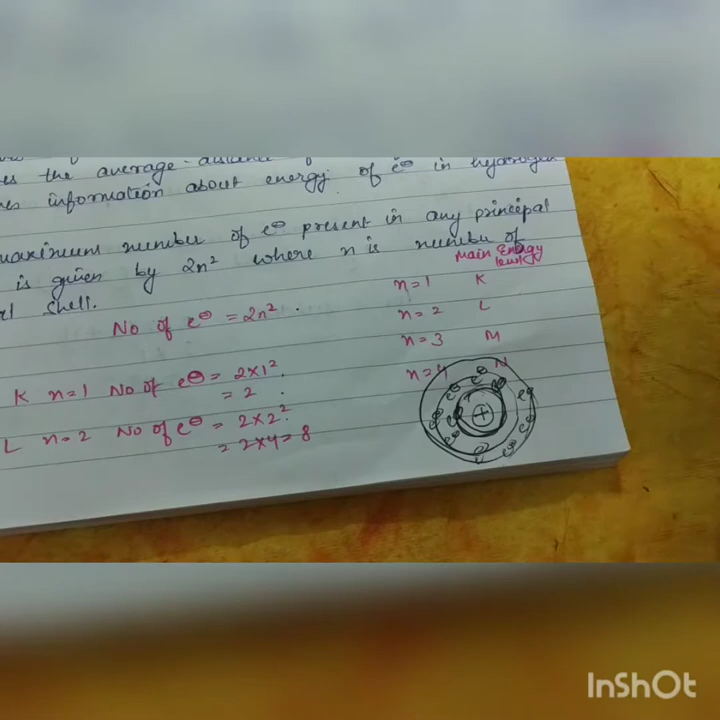 the average
information about energy of e⊖ in hydrogen
maximum number of e⊖ present in any principal
is given by 2n² where n is number of
shell.
Main Energy
level
No of e⊖ = 2n².
n=1 K
n=2 L
n=3 M
n=4 N
K n=1 No of e⊖ = 2×1²
= 2.
L n=2 No of e⊖ = 2×2².
= 2×4=8
+
InShOt